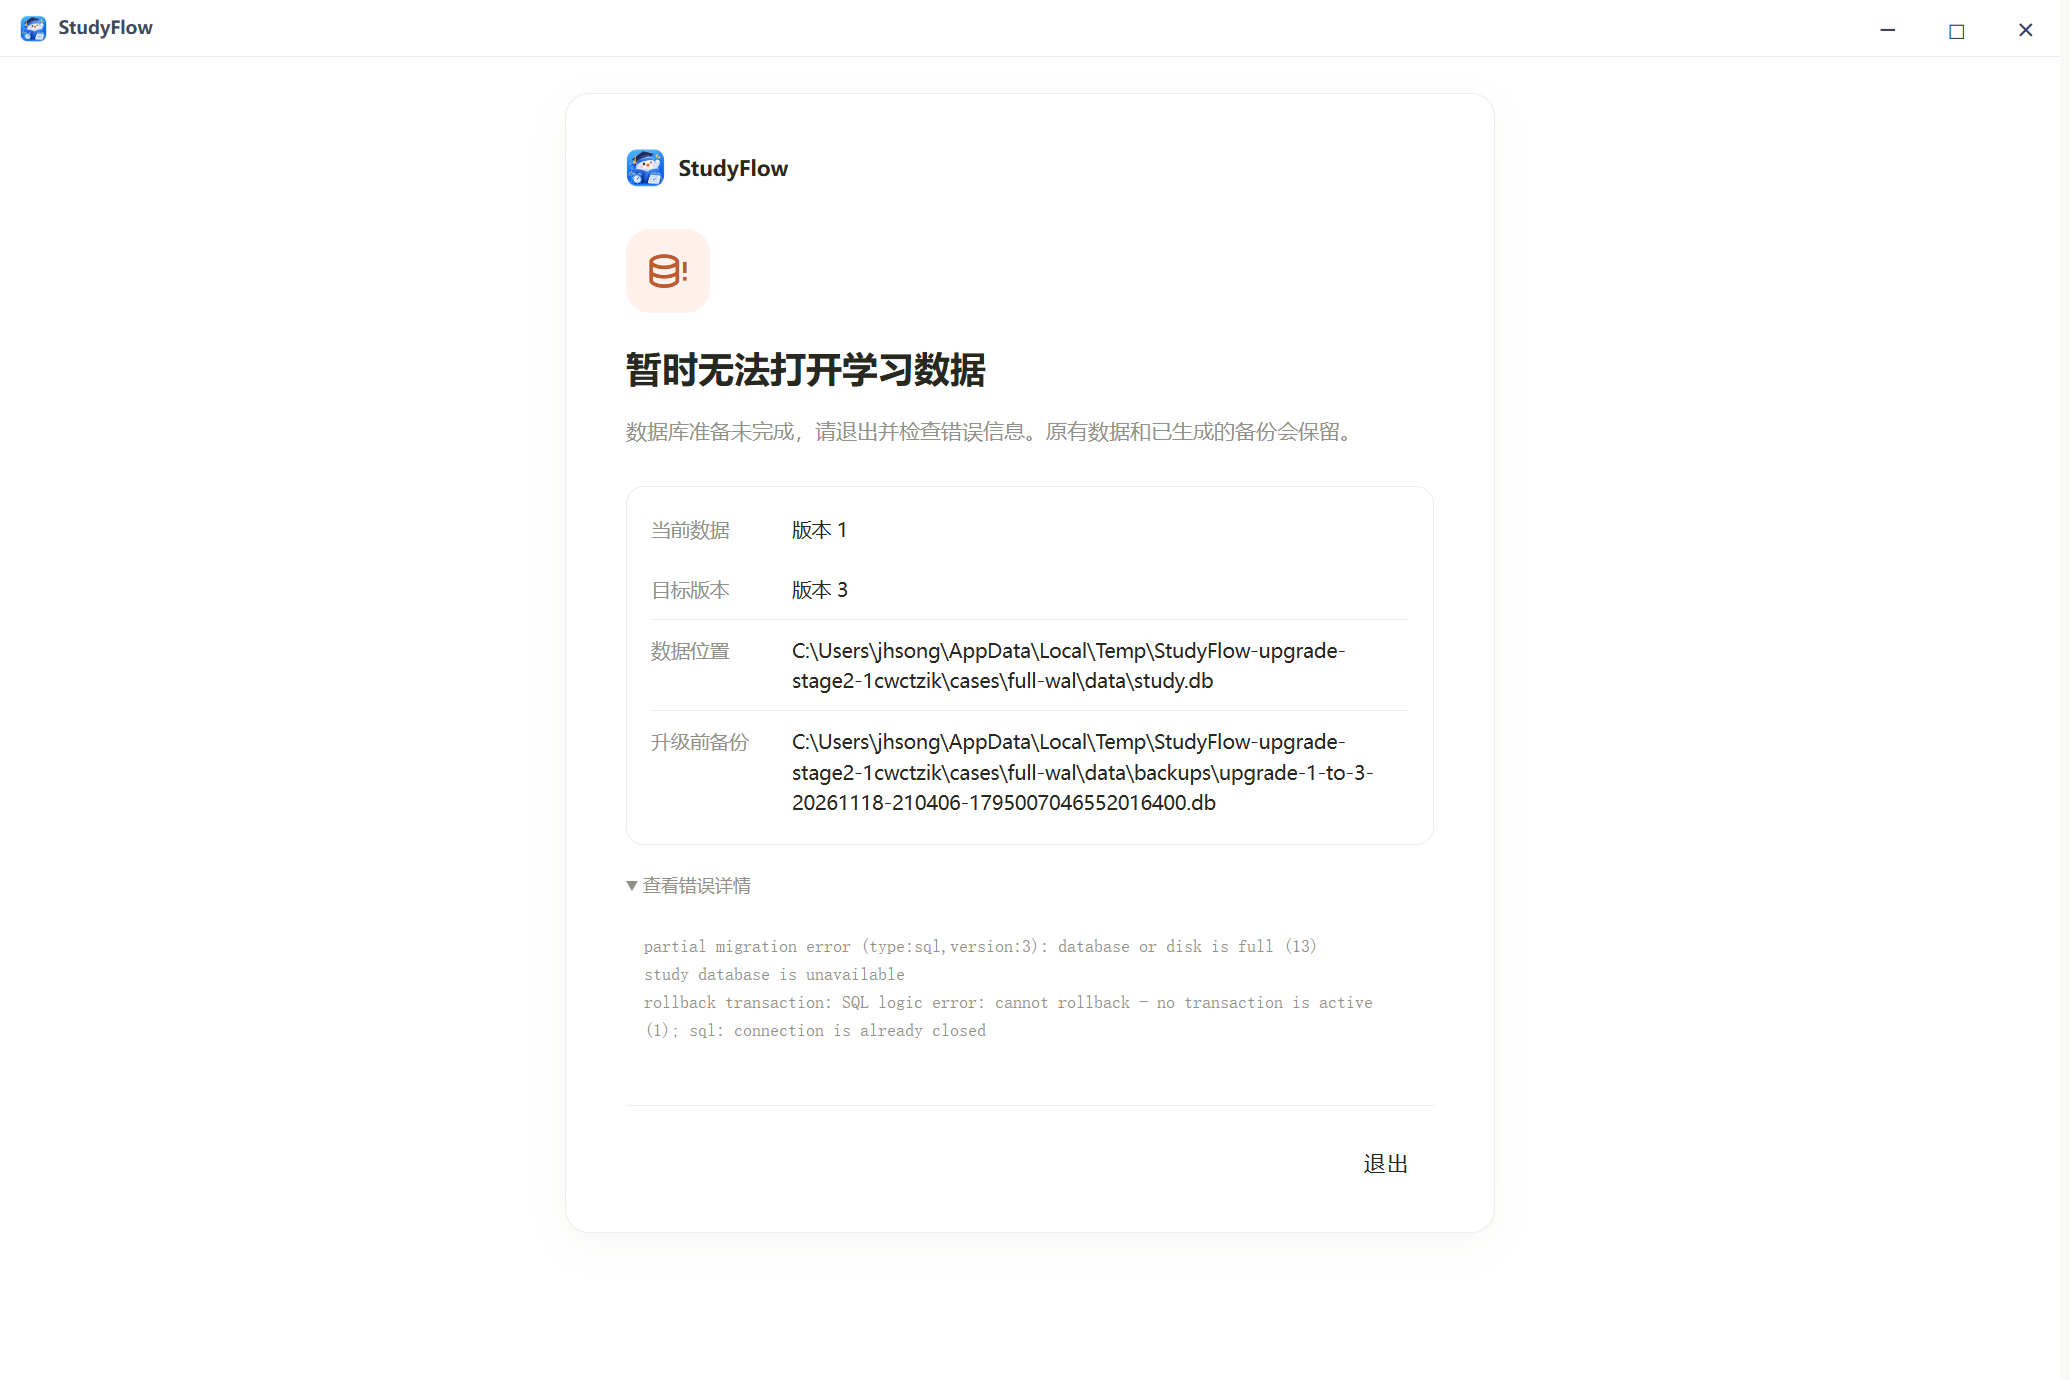 StudyFlow
StudyFlow
暂时无法打开学习数据
数据库准备未完成，请退出并检查错误信息。原有数据和已生成的备份会保留。
当前数据 版本 1
目标版本 版本 3
数据位置 C:\Users\jhsong\AppData\Local\Temp\StudyFlow-upgrade-
stage2-1cwctzik\cases\full-wal\data\study.db
升级前备份 C:\Users\jhsong\AppData\Local\Temp\StudyFlow-upgrade-
stage2-1cwctzik\cases\full-wal\data\backups\upgrade-1-to-3-
20261118-210406-1795007046552016400.db
▼ 查看错误详情
partial migration error (type:sql,version:3): database or disk is full (13)
study database is unavailable
rollback transaction: SQL logic error: cannot rollback - no transaction is active
(1); sql: connection is already closed
退出